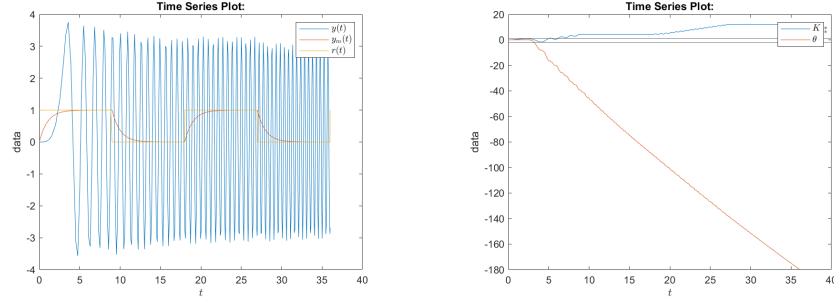 Time Series Plot:
4
3
2
1
0
-1
-2
-3
-4
data
0 5 10 15 20 25 30 35 40
t
y(t)
y_m(t)
r(t)
Time Series Plot:
20
0
-20
-40
-60
-80
-100
-120
-140
-160
-180
data
0 5 10 15 20 25 30 35 40
t
K
θ